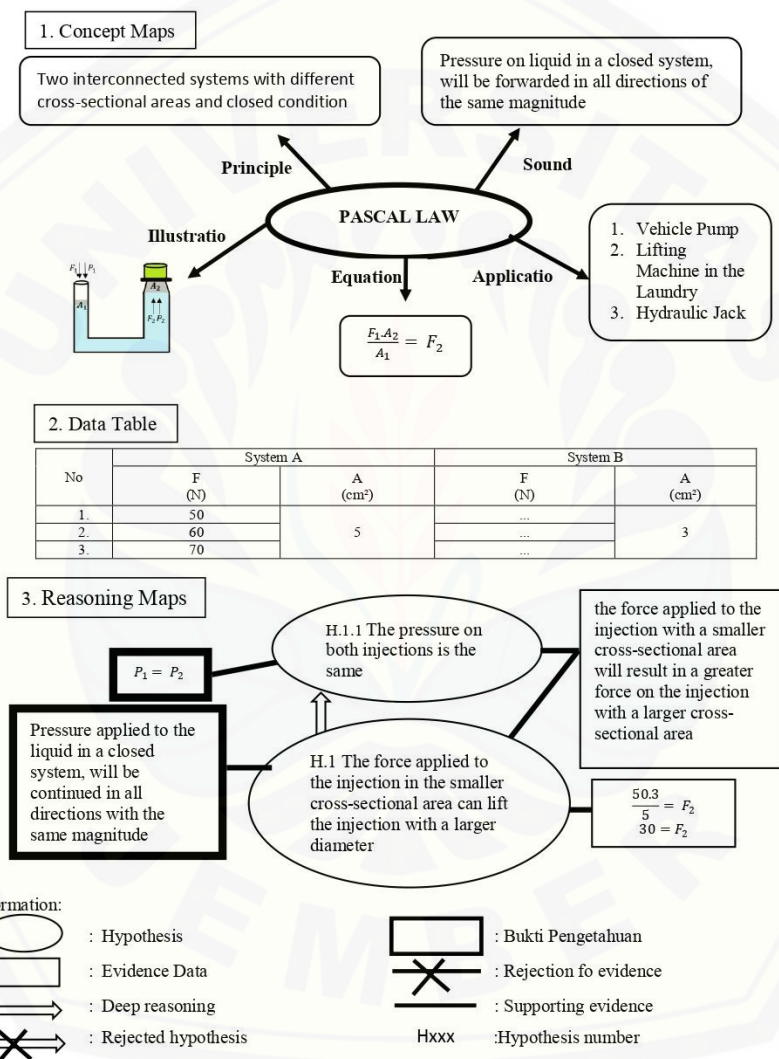 1. Concept Maps
Two interconnected systems with different
cross-sectional areas and closed condition
Pressure on liquid in a closed system,
will be forwarded in all directions of
the same magnitude
Principle
Sound
PASCAL LAW
Illustratio
Equation
Applicatio
1. Vehicle Pump
2. Lifting
Machine in the
Laundry
3. Hydraulic Jack
F₁ P₁
A₁
A₂
F₂ P₂
F₁.A₂/A₁ = F₂
2. Data Table
No System A System B
F (N) A (cm²) F (N) A (cm²)
1. 50 ...
2. 60 5 ... 3
3. 70 ...
3. Reasoning Maps
P₁ = P₂
H.1.1 The pressure on
both injections is the
same
the force applied to the
injection with a smaller
cross-sectional area
will result in a greater
force on the injection
with a larger cross-
sectional area
Pressure applied to the
liquid in a closed
system, will be
continued in all
directions with the
same magnitude
H.1 The force applied to
the injection in the smaller
cross-sectional area can lift
the injection with a larger
diameter
50.3/5 = F₂
30 = F₂
rmation:
: Hypothesis
: Evidence Data
: Deep reasoning
: Rejected hypothesis
: Bukti Pengetahuan
: Rejection fo evidence
: Supporting evidence
Hxxx :Hypothesis number
UNIVERSITAS
JEMBER